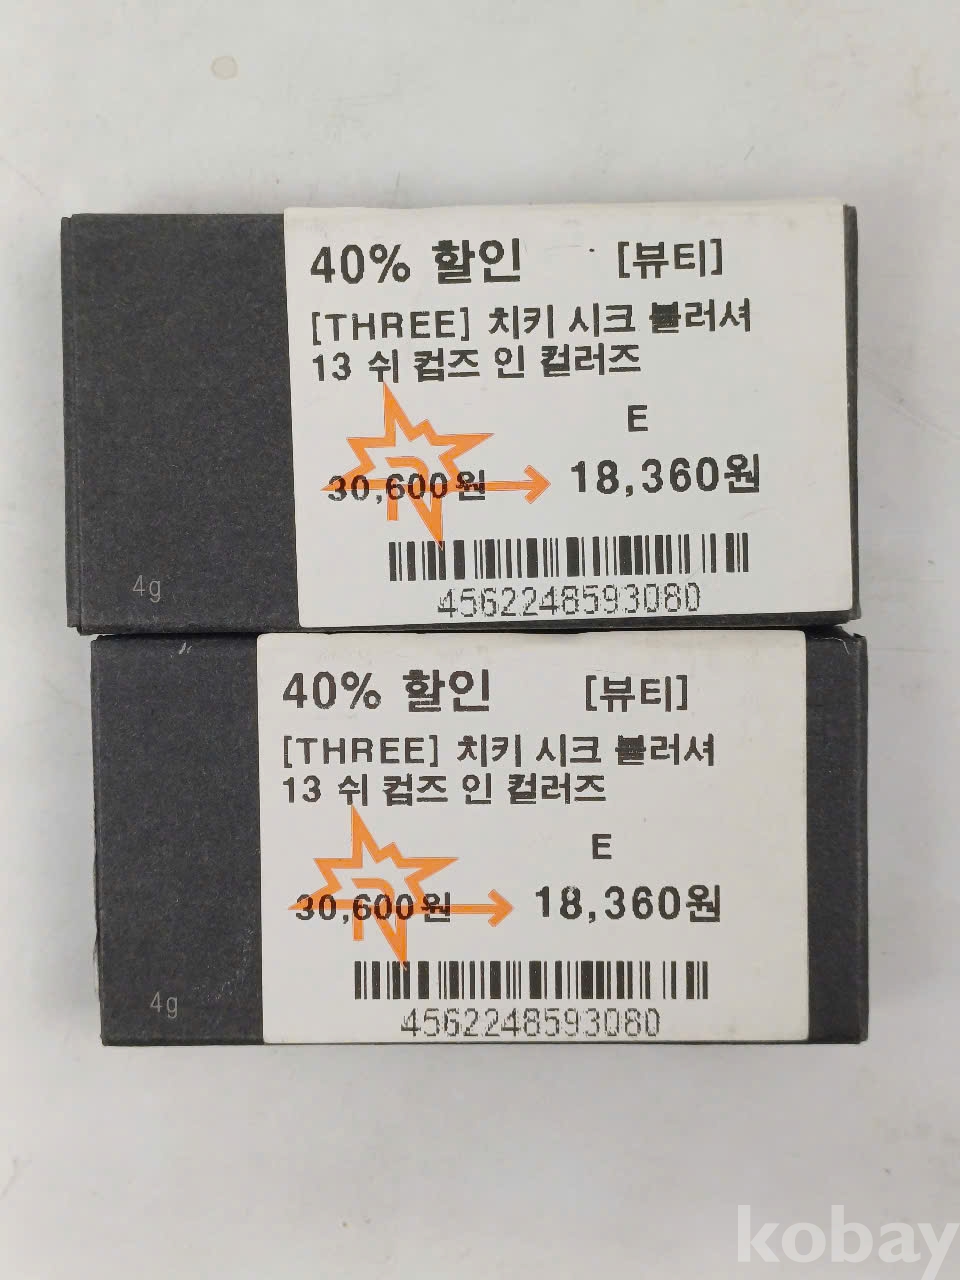 40% 할인 [뷰티]
[THREE] 치키 시크 블러셔
13 쉬 컴즈 인 컬러즈
E
30,600원 18,360원
4562248593080
4g
40% 할인 [뷰티]
[THREE] 치키 시크 블러셔
13 쉬 컴즈 인 컬러즈
E
30,600원 18,360원
4562248593080
4g
kobay